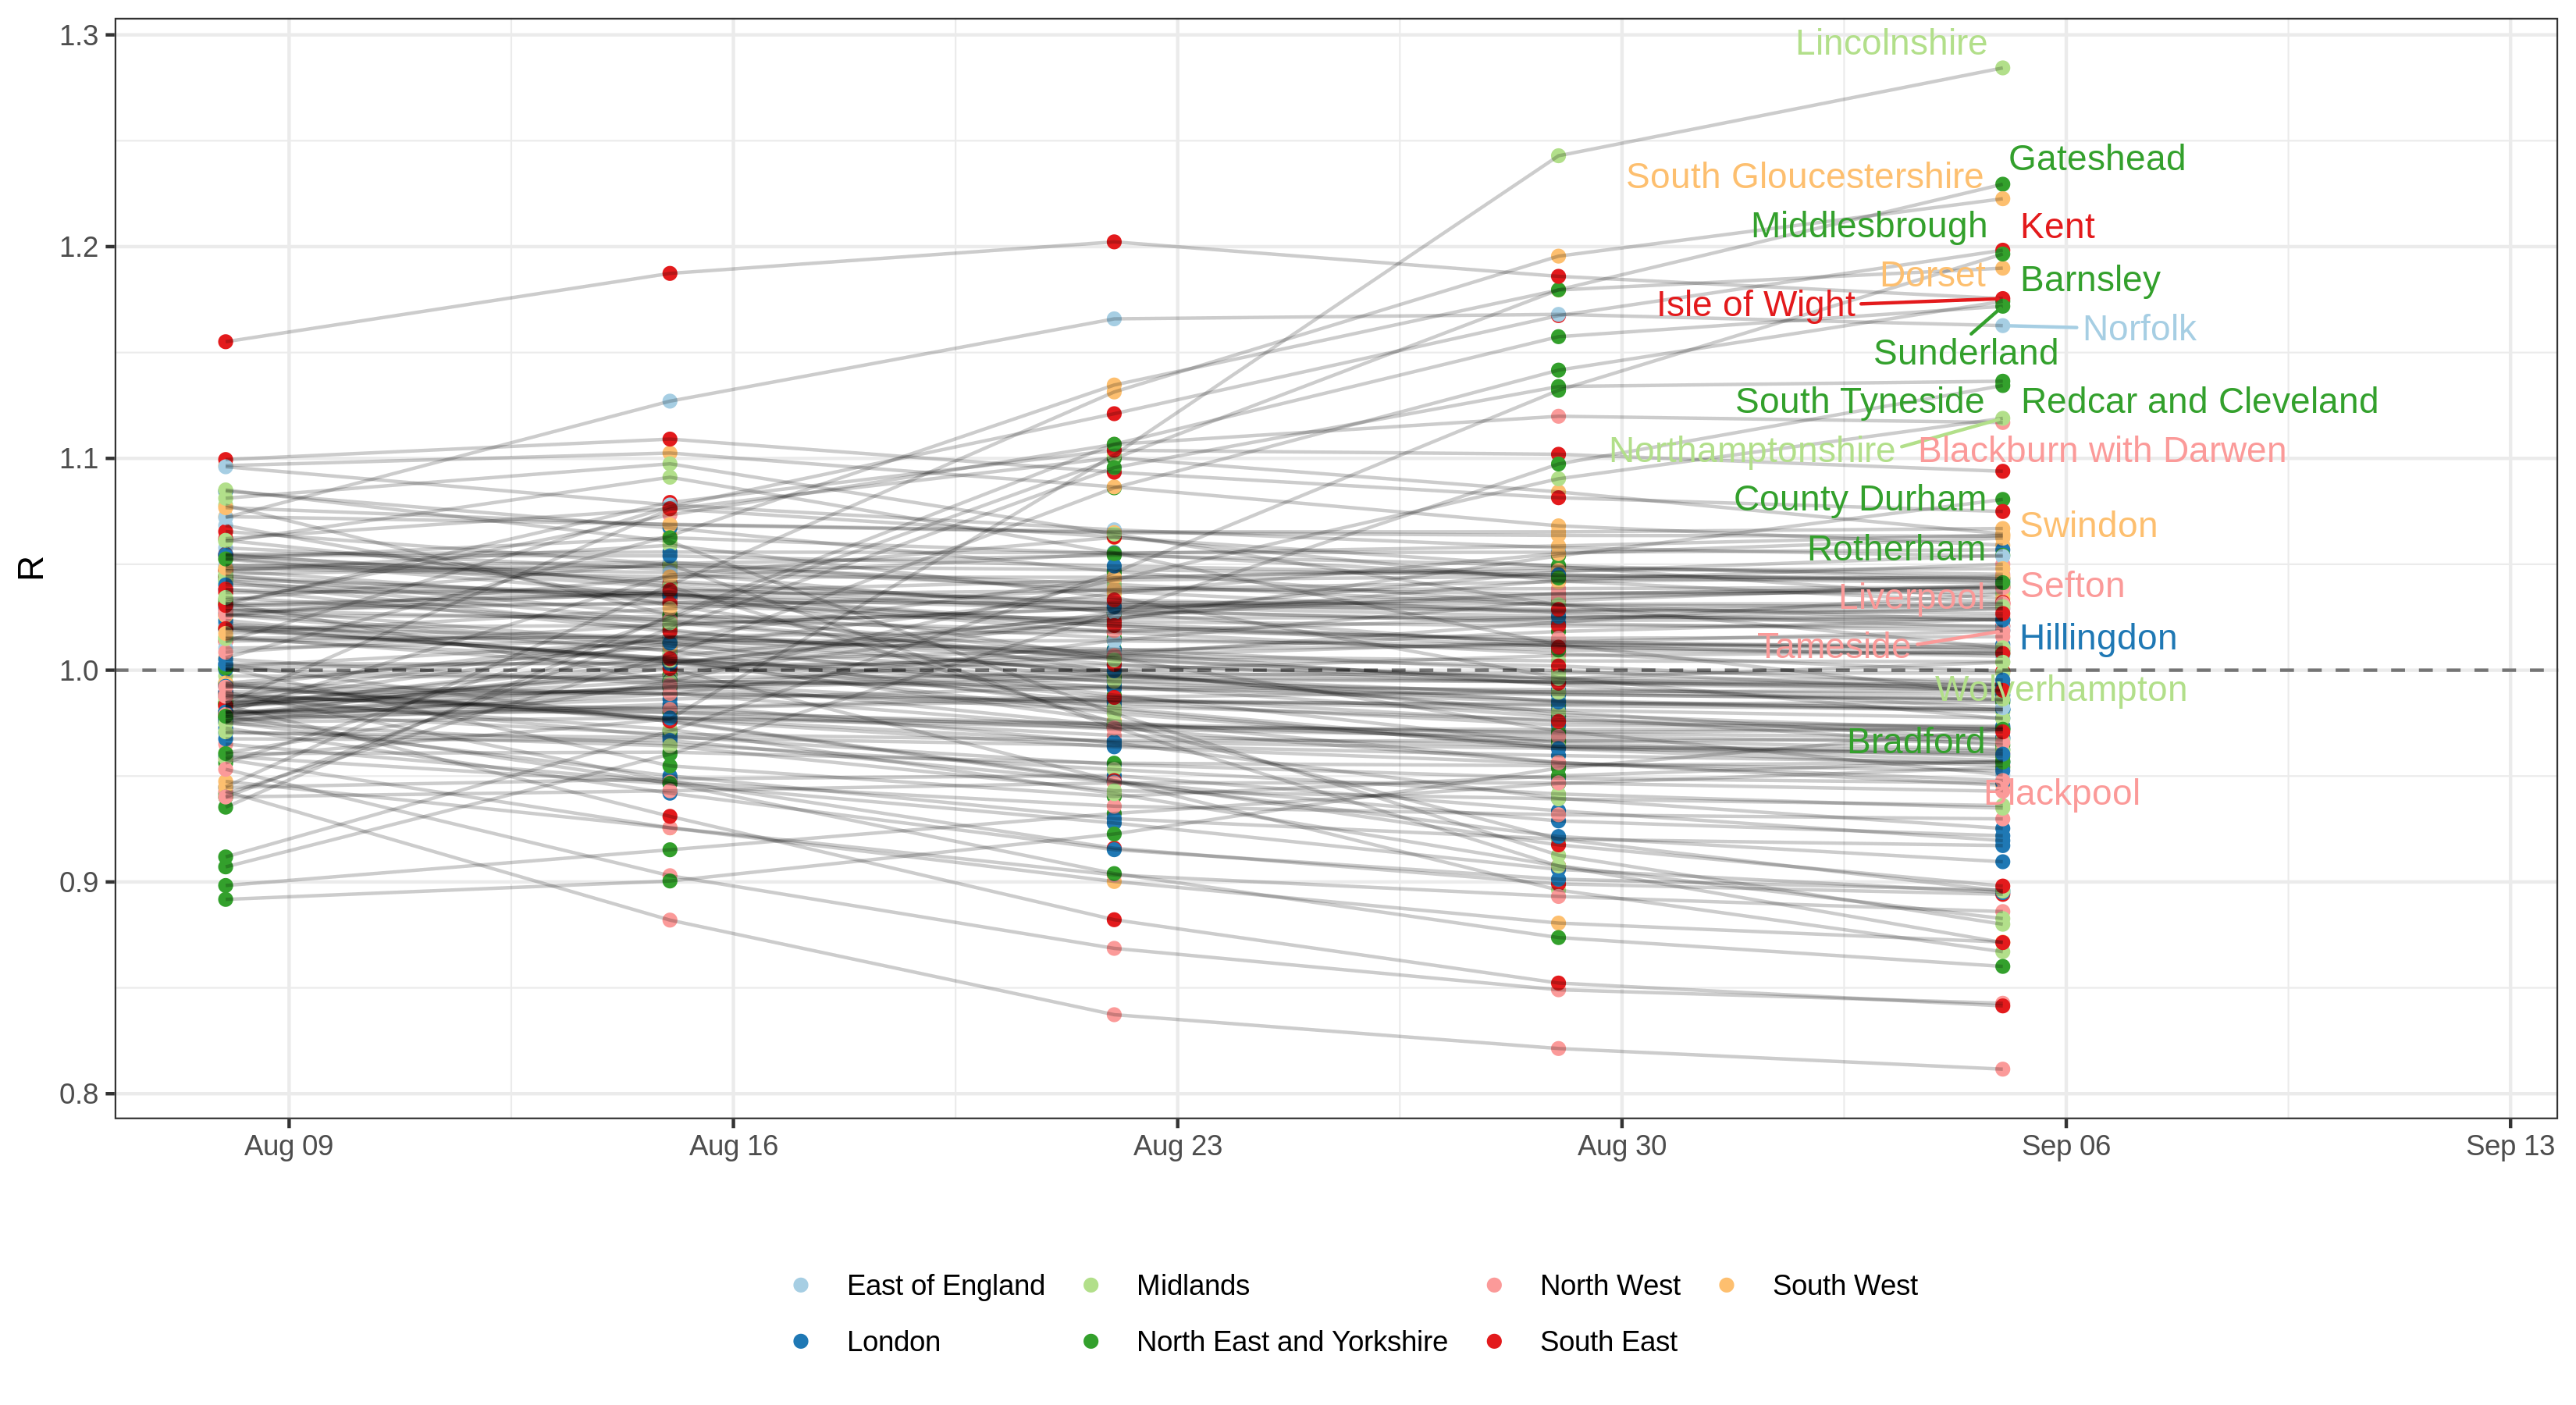 1.3
1.2
1.1
1.0
0.9
0.8
R
Lincolnshire
Gateshead
South Gloucestershire
Middlesbrough
Kent
Dorset
Barnsley
Isle of Wight
Norfolk
Sunderland
South Tyneside
Redcar and Cleveland
Northamptonshire
Blackburn with Darwen
County Durham
Swindon
Rotherham
Sefton
Liverpool
Hillingdon
Tameside
Wolverhampton
Bradford
Blackpool
Aug 09 Aug 16 Aug 23 Aug 30 Sep 06 Sep 13
East of England Midlands North West South West
London North East and Yorkshire South East